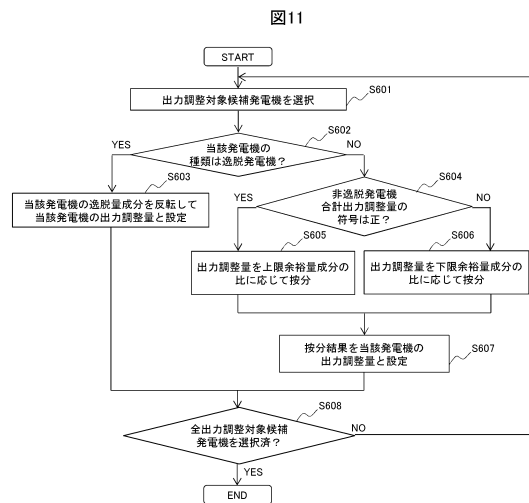 図11
START
S601
出力調整対象候補発電機を選択
S602
当該発電機の
種類は逸脱発電機？
YES
NO
S603
当該発電機の逸脱量成分を反転して
当該発電機の出力調整量と設定
S604
非逸脱発電機
合計出力調整量の
符号は正？
YES
NO
S605
出力調整量を上限余裕量成分の
比に応じて按分
S606
出力調整量を下限余裕量成分の
比に応じて按分
按分結果を当該発電機の
出力調整量と設定
S607
S608
全出力調整対象候補
発電機を選択済？
NO
YES
END